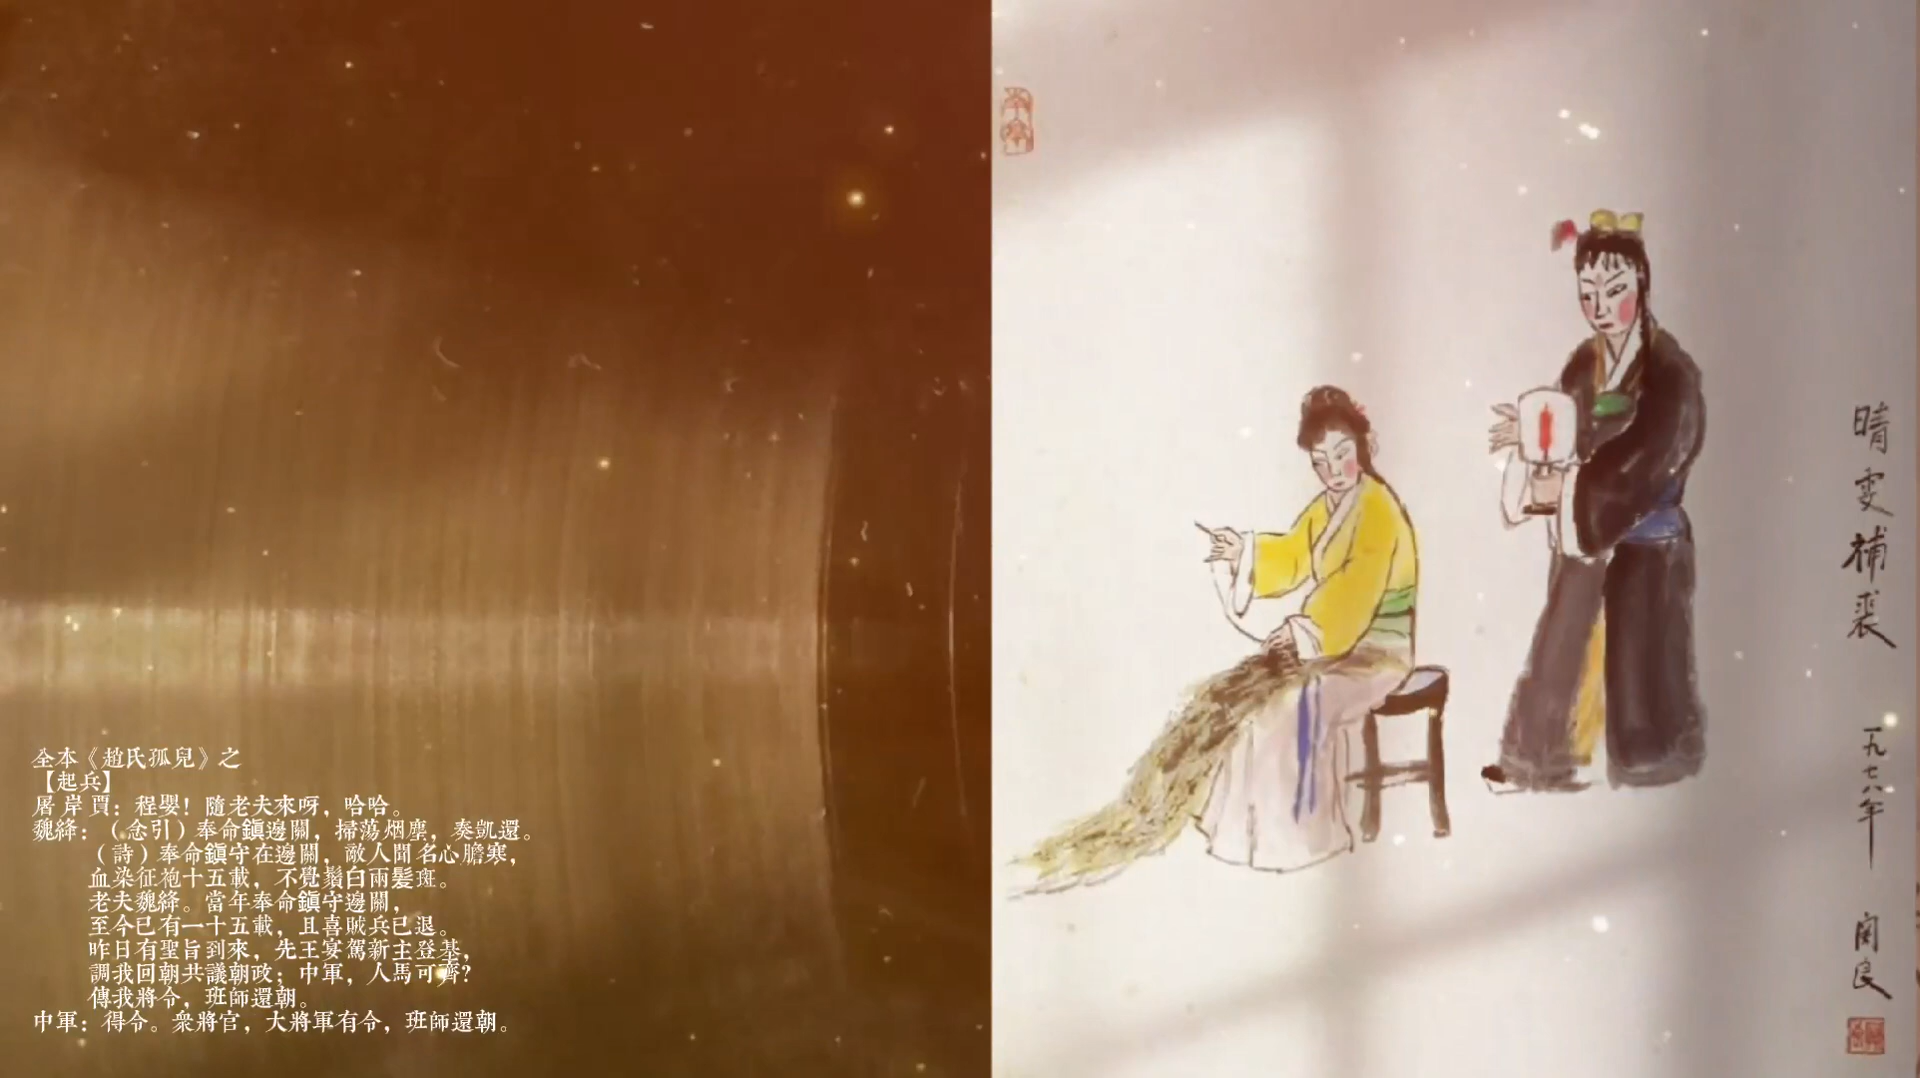 全本《趙氏孤兒》之
【起兵】
屠岸賈：程嬰！隨老夫來呀，哈哈。
魏絳：（念引）奉命鎮邊關，掃蕩烟塵，奏凱還。
（詩）奉命鎮守在邊關，敵人聞名心膽寒，
血染征袍十五載，不覺鬚白兩髮斑。
老夫魏絳。當年奉命鎮守邊關，
至今已有一十五載，且喜賊兵已退。
昨日有聖旨到來，先王宴駕新主登基，
調我回朝共議朝政；中軍，人馬可齊？
傳我將令，班師還朝。
中軍：得令。衆將官，大將軍有令，班師還朝。
晴雯補裘
一九七八年
關良